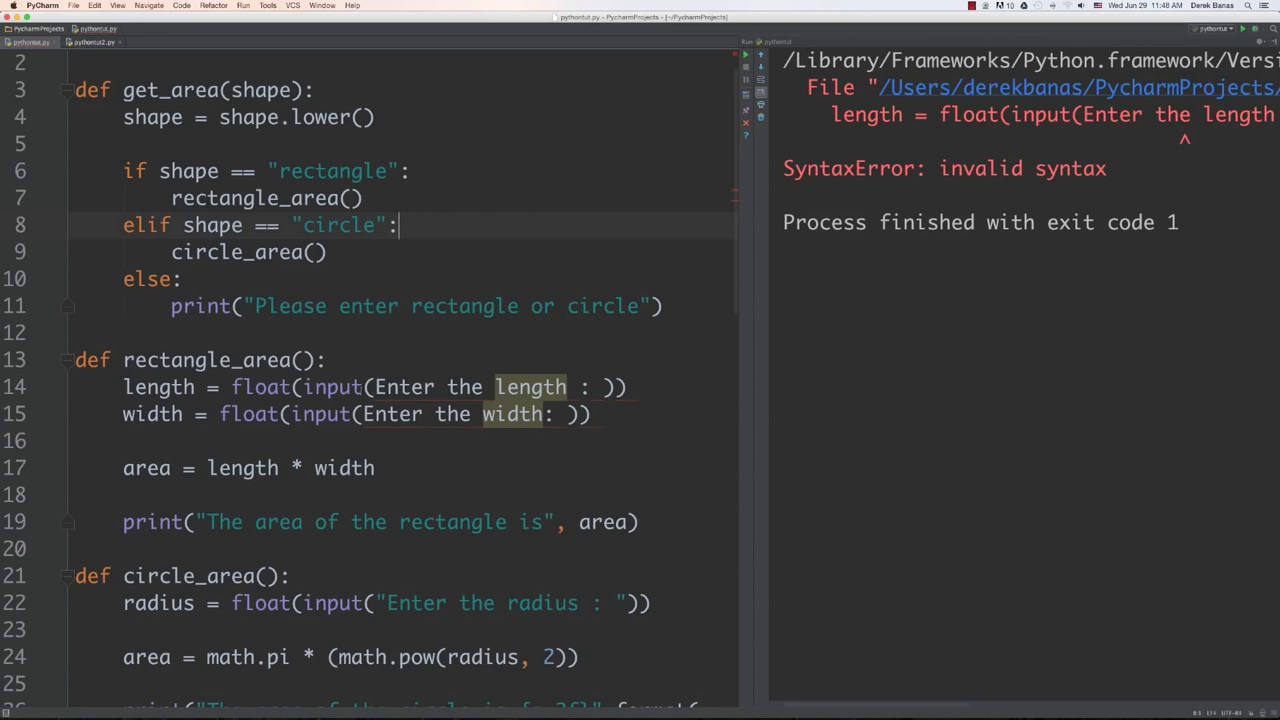 PyCharm File Edit View Navigate Code Refactor Run Tools VCS Window Help 10 Wed Jun 29 11:48 AM Derek Banas
pythontut.py - PyCharmProjects - [~/PycharmProjects]
PycharmProjects pythontut.py pythontut
pythontut.py pythontut2.py Run pythontut
2
3 def get_area(shape):
4 shape = shape.lower()
5
6 if shape == "rectangle":
7 rectangle_area()
8 elif shape == "circle":
9 circle_area()
10 else:
11 print("Please enter rectangle or circle")
12
13 def rectangle_area():
14 length = float(input(Enter the length : ))
15 width = float(input(Enter the width: ))
16
17 area = length * width
18
19 print("The area of the rectangle is", area)
20
21 def circle_area():
22 radius = float(input("Enter the radius : "))
23
24 area = math.pi * (math.pow(radius, 2))
25
/Library/Frameworks/Python.framework/Versi
File "/Users/derekbanas/PycharmProjects/
length = float(input(Enter the length
^
SyntaxError: invalid syntax
Process finished with exit code 1